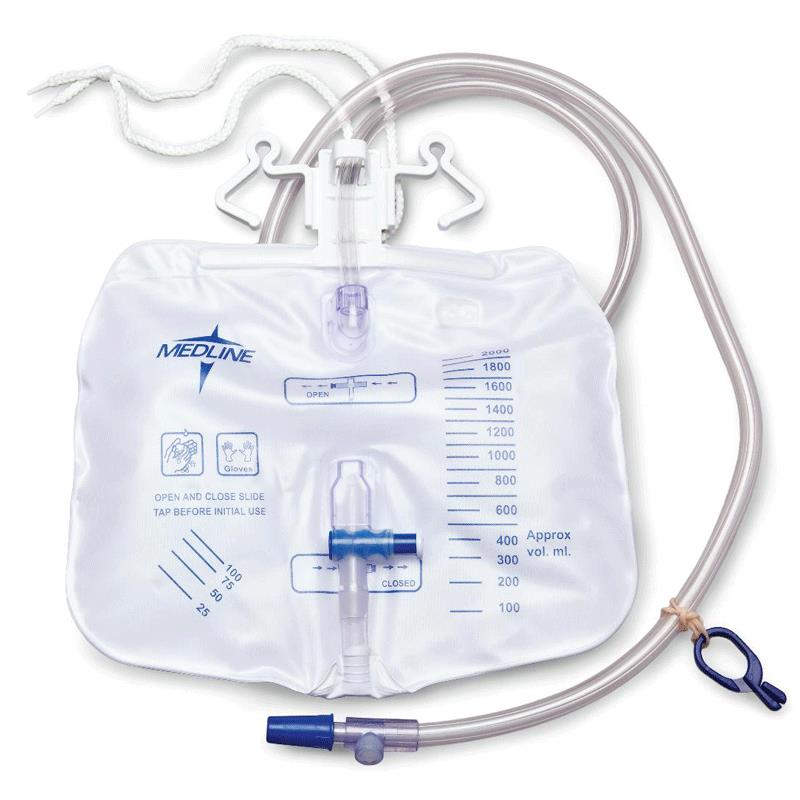 MEDLINE
OPEN
Gloves
OPEN AND CLOSE SLIDE
TAP BEFORE INITIAL USE
100
75
50
25
2000
1800
1600
1400
1200
1000
800
600
400
300
200
100
Approx
vol. ml.
CLOSED